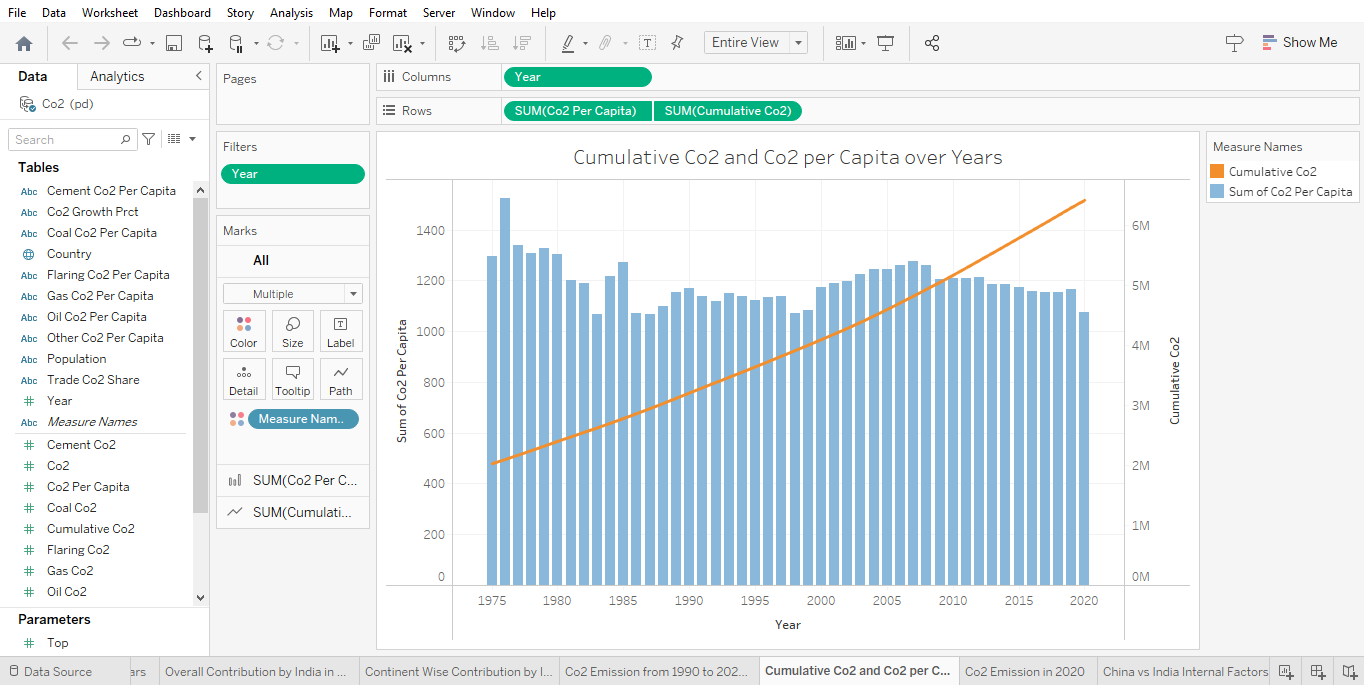 File Data Worksheet Dashboard Story Analysis Map Format Server Window Help
Entire View
Show Me
Data Analytics
Co2 (pd)
Search
Tables
Abc Cement Co2 Per Capita
Abc Co2 Growth Prct
Abc Coal Co2 Per Capita
Country
Abc Flaring Co2 Per Capita
Abc Gas Co2 Per Capita
Abc Oil Co2 Per Capita
Abc Other Co2 Per Capita
Abc Population
Abc Trade Co2 Share
# Year
Abc Measure Names
# Cement Co2
# Co2
# Co2 Per Capita
# Coal Co2
# Cumulative Co2
# Flaring Co2
# Gas Co2
# Oil Co2
Parameters
# Top
Pages
Filters
Year
Marks
All
Multiple
Color Size Label
Detail Tooltip Path
Measure Nam..
SUM(Co2 Per C...
SUM(Cumulati...
Columns Year
Rows SUM(Co2 Per Capita) SUM(Cumulative Co2)
Cumulative Co2 and Co2 per Capita over Years
Sum of Co2 Per Capita
1400
1200
1000
800
600
400
200
0
6M
5M
4M
3M
2M
1M
0M
Cumulative Co2
1975 1980 1985 1990 1995 2000 2005 2010 2015 2020
Year
Measure Names
Cumulative Co2
Sum of Co2 Per Capita
Data Source ars Overall Contribution by India in ... Continent Wise Contribution by I... Co2 Emission from 1990 to 202... Cumulative Co2 and Co2 per C... Co2 Emission in 2020 China vs India Internal Factors